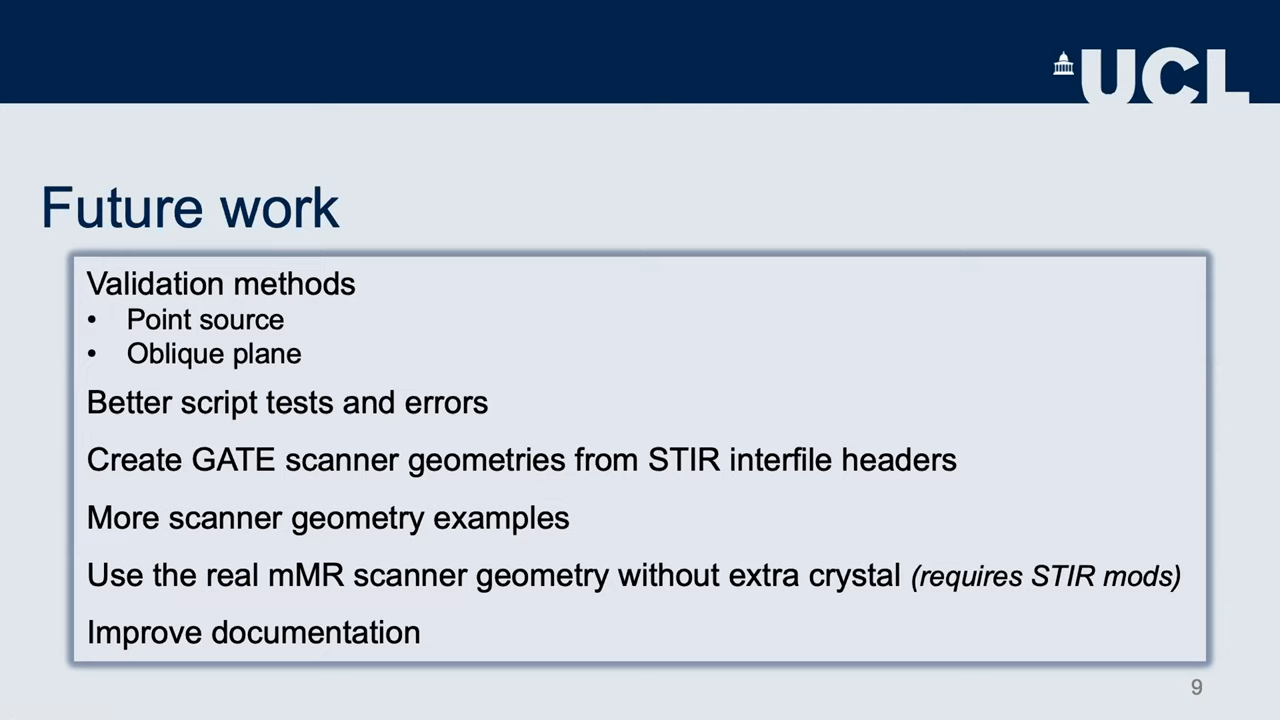 UCL
Future work
Validation methods
• Point source
• Oblique plane
Better script tests and errors
Create GATE scanner geometries from STIR interfile headers
More scanner geometry examples
Use the real mMR scanner geometry without extra crystal (requires STIR mods)
Improve documentation
9